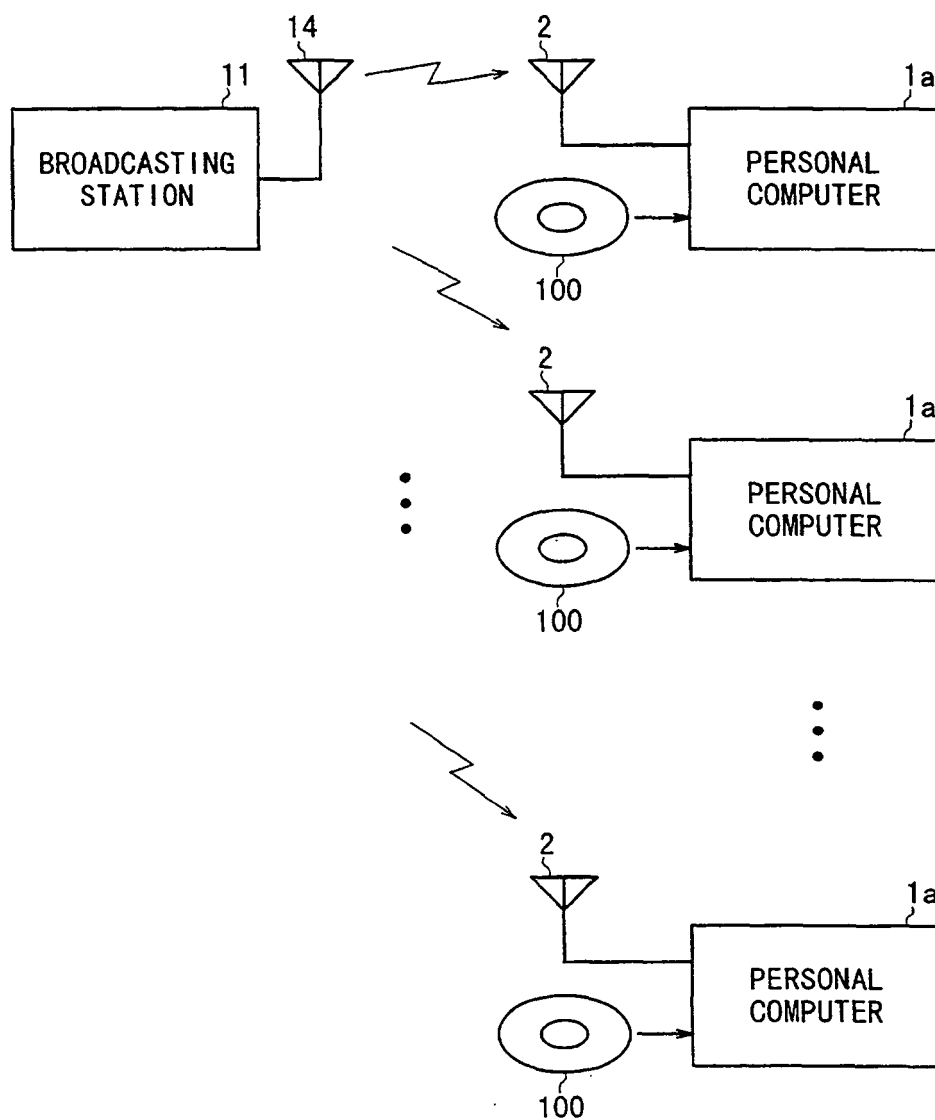 14
2
11
1a
BROADCASTING
STATION
PERSONAL
COMPUTER
100
2
1a
PERSONAL
COMPUTER
100
2
1a
PERSONAL
COMPUTER
100